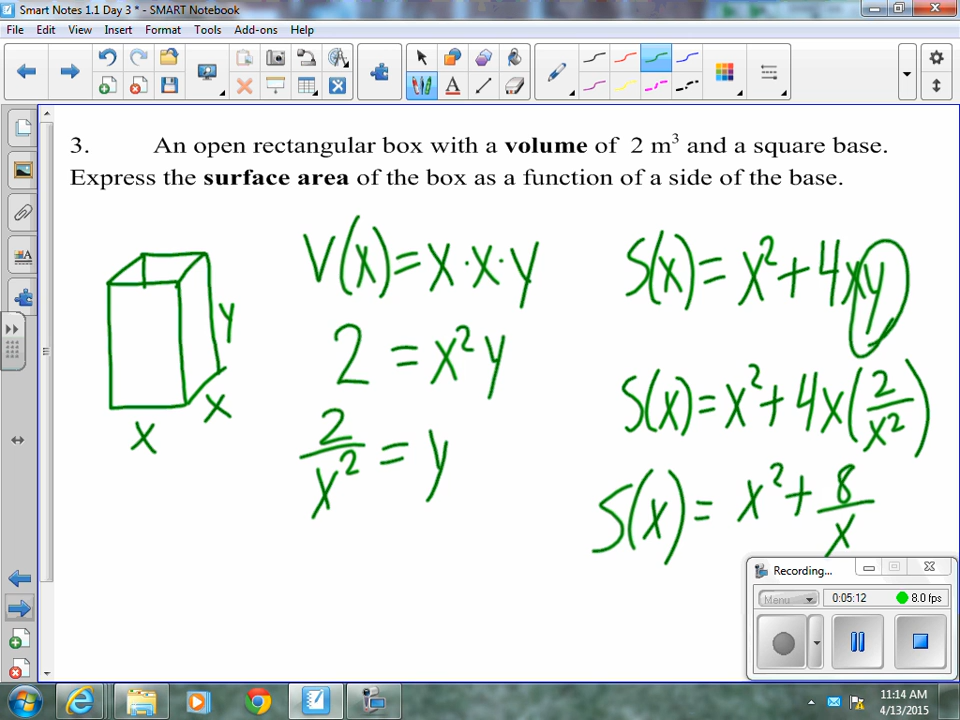 Smart Notes 1.1 Day 3 * - SMART Notebook
File Edit View Insert Format Tools Add-ons Help
3. An open rectangular box with a volume of 2 m³ and a square base.
Express the surface area of the box as a function of a side of the base.
V(x) = x · x · y
2 = x² y
2/x² = y
y
x
x
S(x) = x² + 4xy
S(x) = x² + 4x(2/x²)
S(x) = x² + 8/x
Recording...
Menu 0:05:12 8.0 fps
11:14 AM
4/13/2015